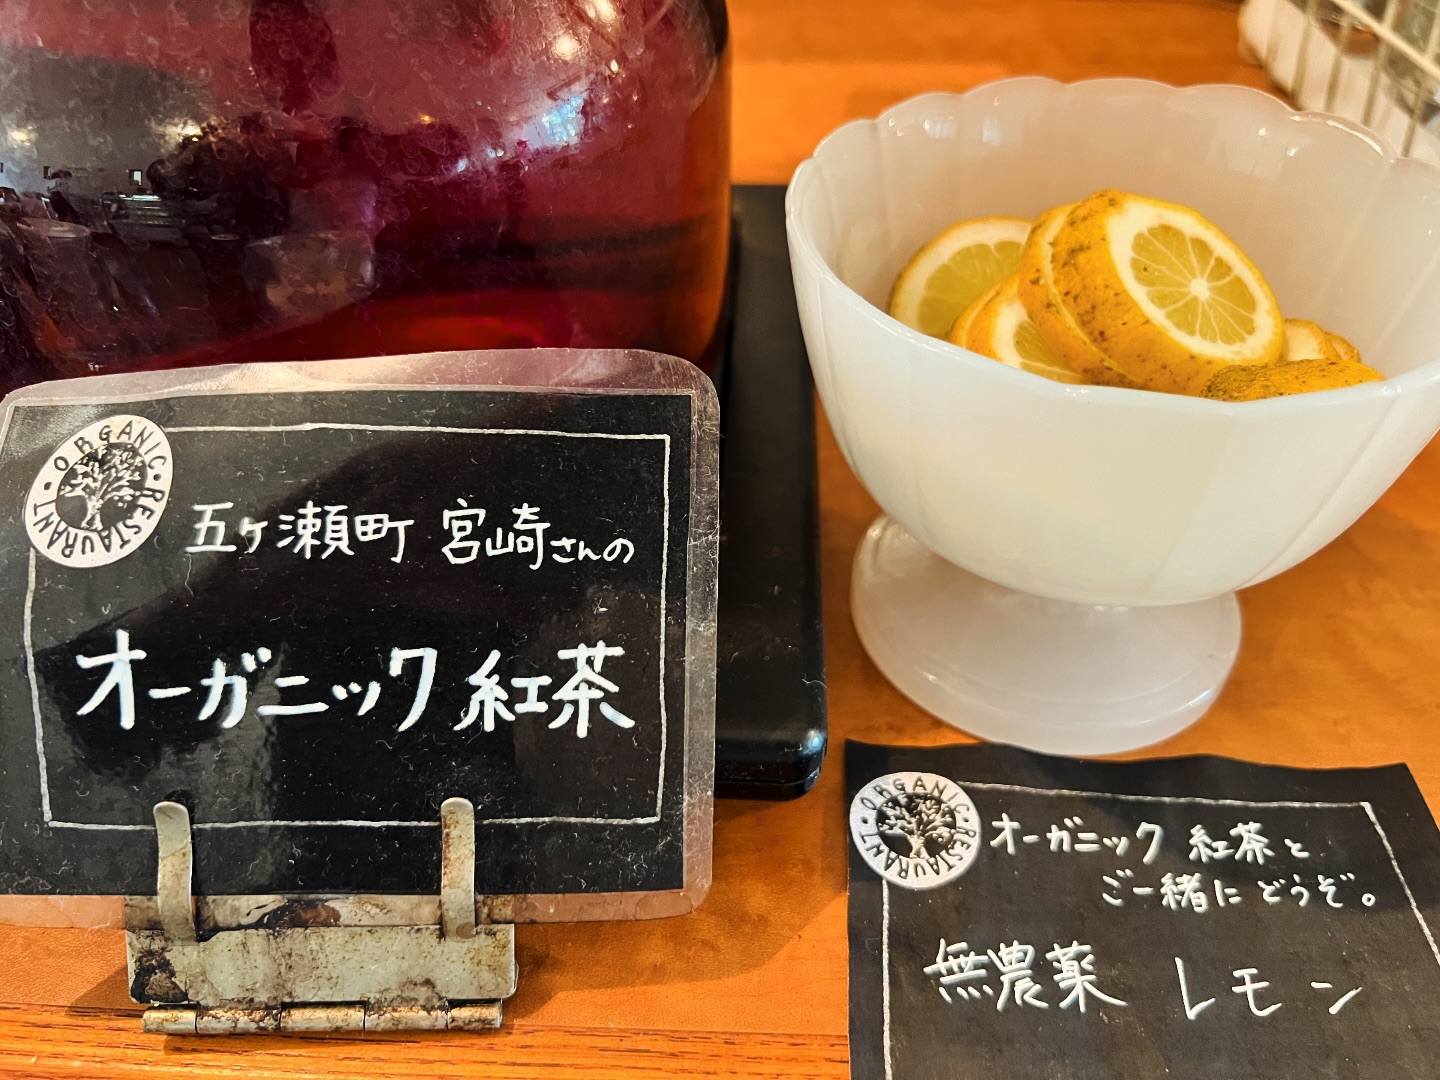 ORGANIC RESTAURANT
五ヶ瀬町 宮崎さんの
オーガニック紅茶
ORGANIC RESTAURANT
オーガニック 紅茶と
ご一緒に どうぞ。
無農薬 レモン